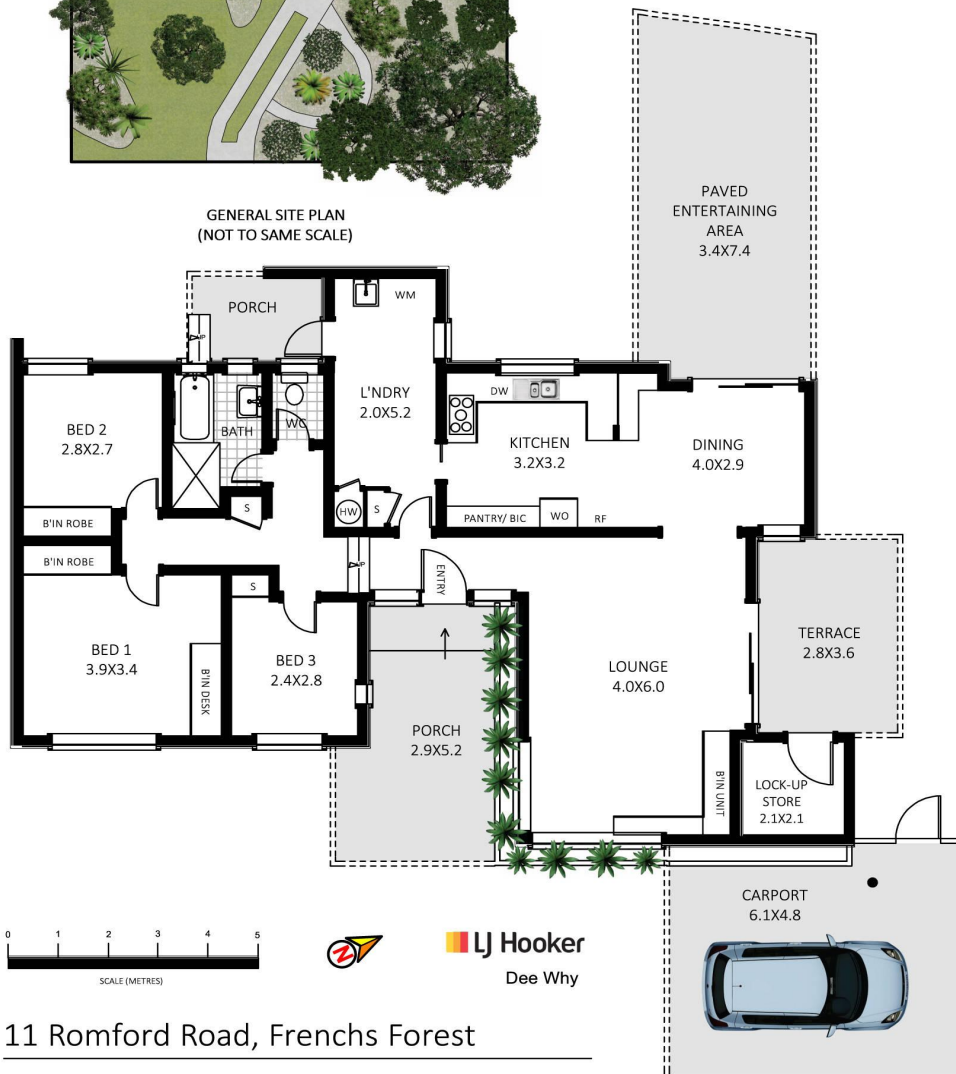 GENERAL SITE PLAN
(NOT TO SAME SCALE)
PAVED
ENTERTAINING
AREA
3.4X7.4
PORCH
UP
WM
L'NDRY
2.0X5.2
BED 2
2.8X2.7
BATH
WC
DW
KITCHEN
3.2X3.2
DINING
4.0X2.9
B'IN ROBE
S
HW
S
PANTRY/ BIC
WO
RF
B'IN ROBE
S
UP
ENTRY
BED 1
3.9X3.4
B'IN DESK
BED 3
2.4X2.8
LOUNGE
4.0X6.0
TERRACE
2.8X3.6
PORCH
2.9X5.2
B'IN UNIT
LOCK-UP
STORE
2.1X2.1
CARPORT
6.1X4.8
0 1 2 3 4 5
SCALE (METRES)
N
LJ Hooker
Dee Why
11 Romford Road, Frenchs Forest